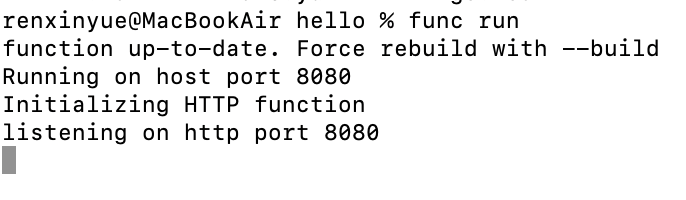 renxinyue@MacBookAir hello % func run
function up-to-date. Force rebuild with --build
Running on host port 8080
Initializing HTTP function
listening on http port 8080